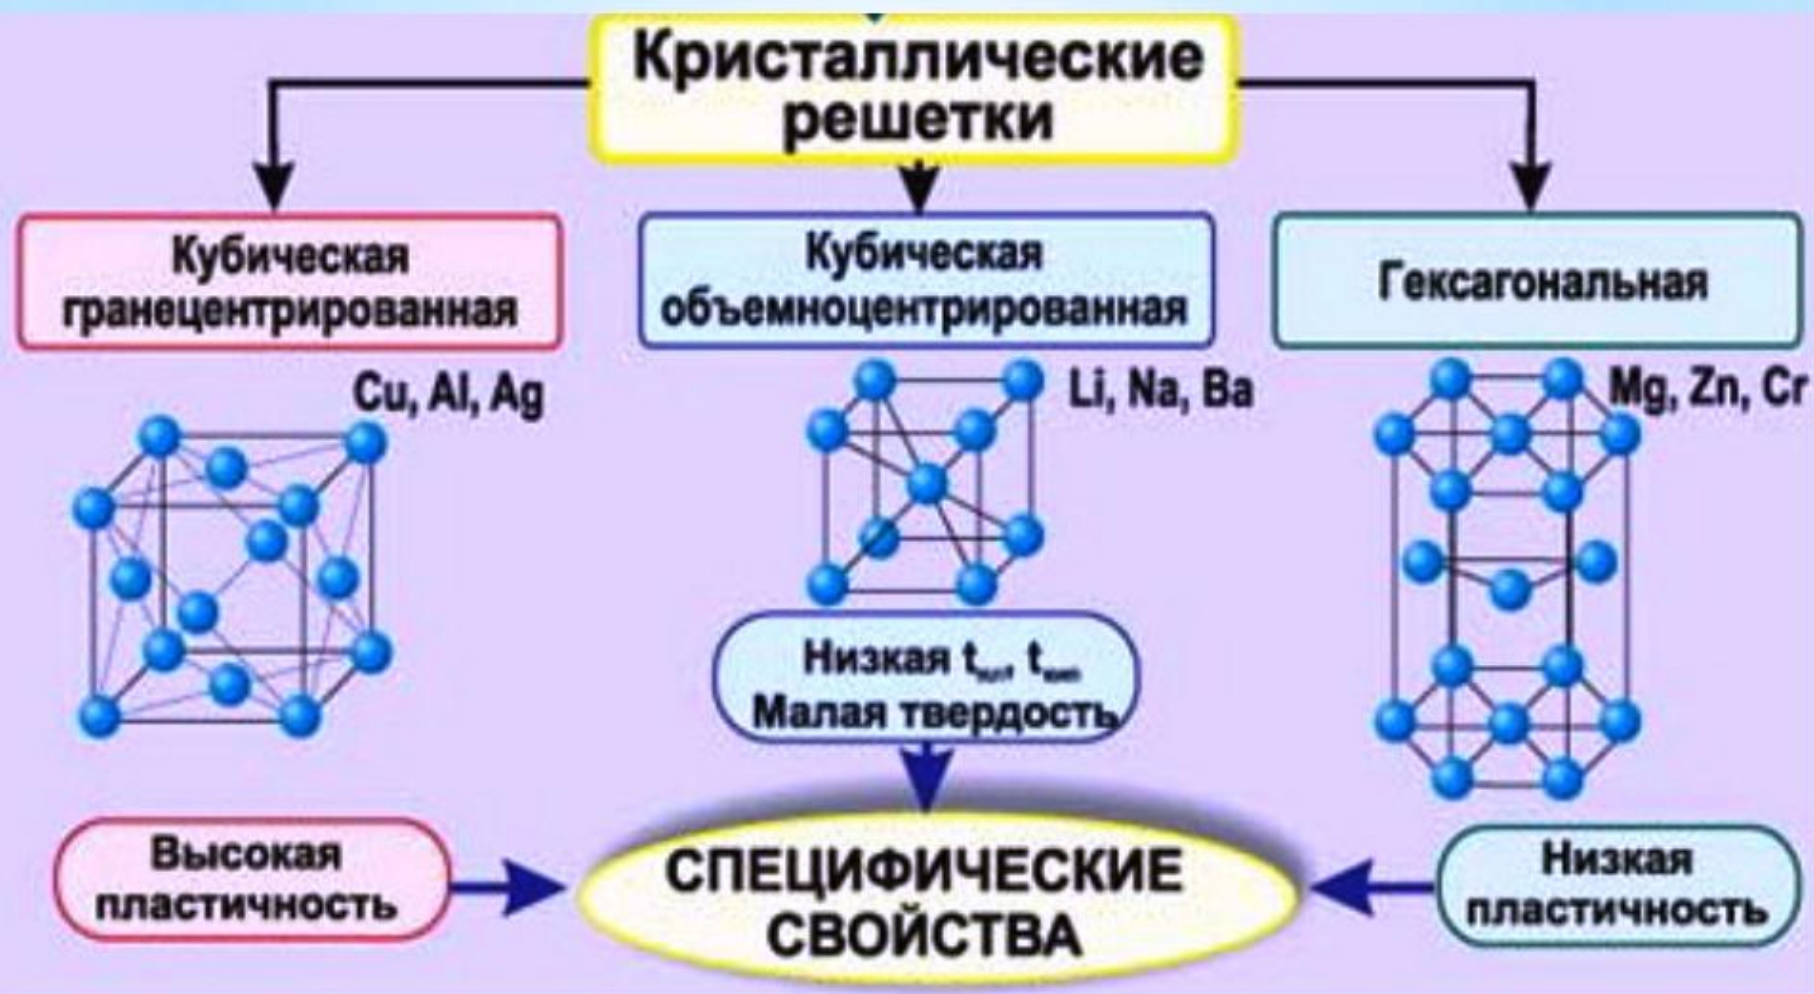 Кристаллические
решетки
Кубическая
гранецентрированная
Кубическая
объемноцентрированная
Гексагональная
Cu, Al, Ag
Li, Na, Ba
Mg, Zn, Cr
Низкая t, t
Малая твердость
Высокая
пластичность
СПЕЦИФИЧЕСКИЕ
СВОЙСТВА
Низкая
пластичность